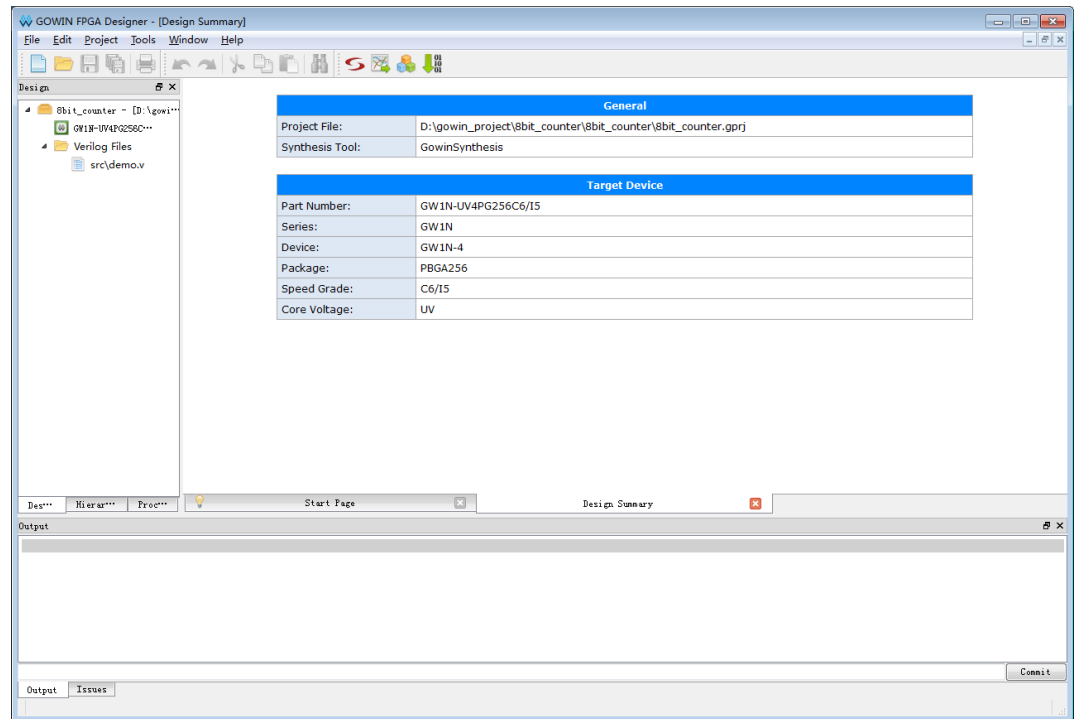 GOWIN FPGA Designer - [Design Summary]
File Edit Project Tools Window Help
Design
8bit_counter - [D:\gowi···
GW1N-UV4PG256C···
Verilog Files
src\demo.v
General
Project File: D:\gowin_project\8bit_counter\8bit_counter\8bit_counter.gprj
Synthesis Tool: GowinSynthesis
Target Device
Part Number: GW1N-UV4PG256C6/I5
Series: GW1N
Device: GW1N-4
Package: PBGA256
Speed Grade: C6/I5
Core Voltage: UV
Des··· Hierar··· Proc··· Start Page Design Summary
Output
Commit
Output Issues